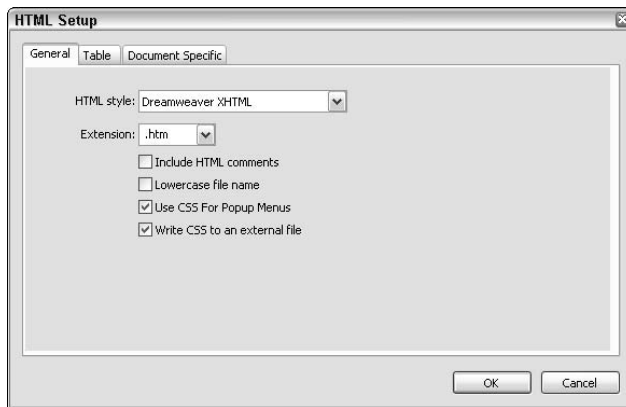 HTML Setup
General Table Document Specific
HTML style: Dreamweaver XHTML
Extension: .htm
Include HTML comments
Lowercase file name
Use CSS For Popup Menus
Write CSS to an external file
OK Cancel